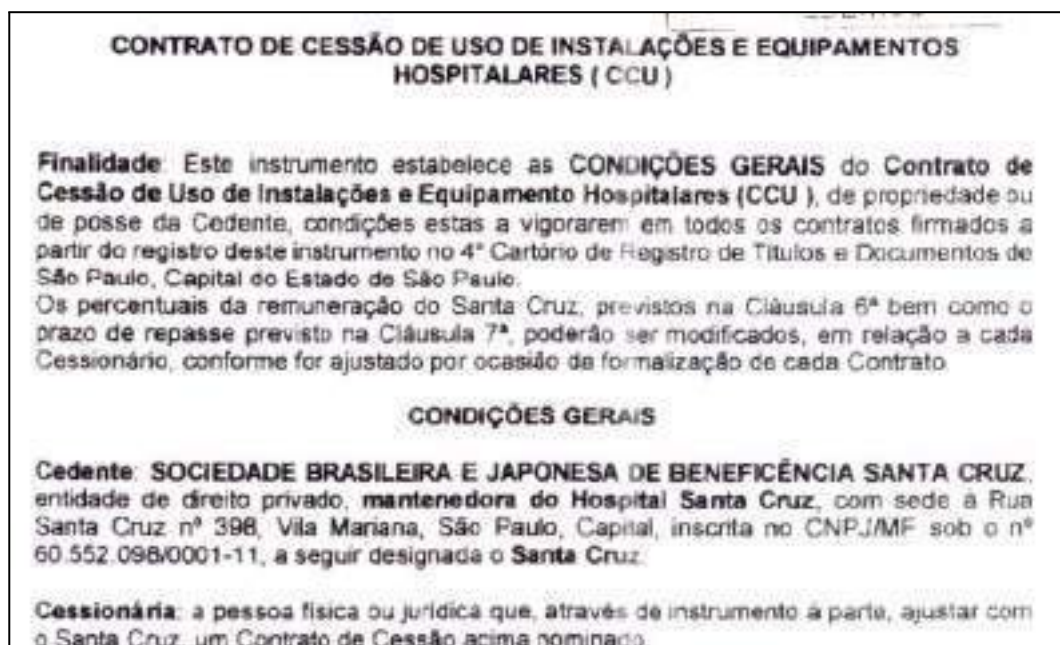 CONTRATO DE CESSÃO DE USO DE INSTALAÇÕES E EQUIPAMENTOS
HOSPITALARES ( CCU )
Finalidade: Este instrumento estabelece as CONDIÇÕES GERAIS do Contrato de
Cessão de Uso de Instalações e Equipamento Hospitalares (CCU ), de propriedade ou
de posse da Cedente, condições estas a vigorarem em todos os contratos firmados a
partir do registro deste instrumento no 4° Cartório de Registro de Títulos e Documentos de
São Paulo, Capital do Estado de São Paulo.
Os percentuais da remuneração do Santa Cruz, previstos na Cláusula 6ª bem como o
prazo de repasse previsto na Cláusula 7ª, poderão ser modificados, em relação a cada
Cessionário, conforme for ajustado por ocasião da formalização de cada Contrato.
CONDIÇÕES GERAIS
Cedente: SOCIEDADE BRASILEIRA E JAPONESA DE BENEFICÊNCIA SANTA CRUZ,
entidade de direito privado, mantenedora do Hospital Santa Cruz, com sede à Rua
Santa Cruz nº 398, Vila Mariana, São Paulo, Capital, inscrita no CNPJ/MF sob o nº
60.552.098/0001-11, a seguir designada o Santa Cruz;
Cessionária: a pessoa física ou jurídica que, através de instrumento à parte, ajustar com
o Santa Cruz, um Contrato de Cessão acima nominado.